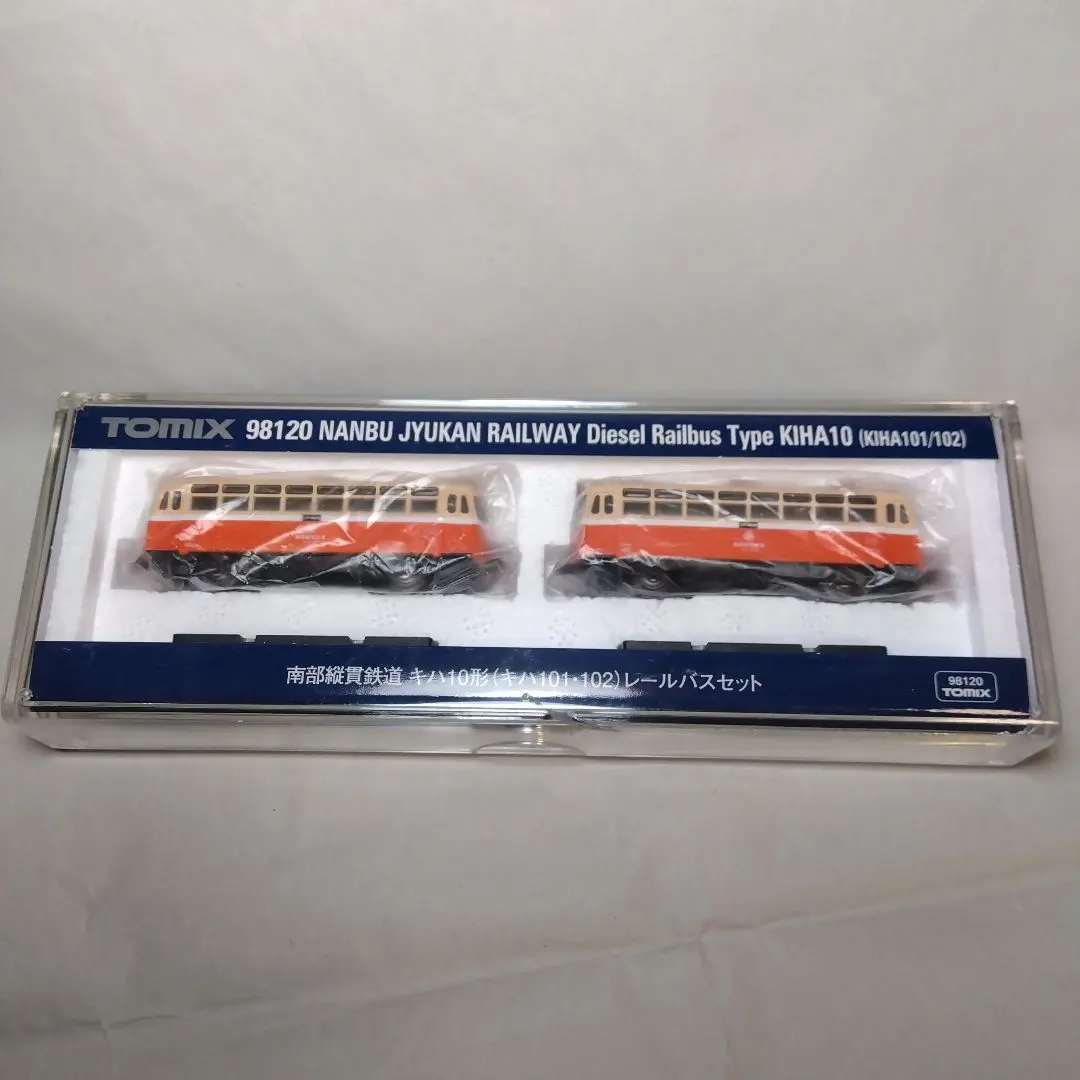 TOMIX 98120 NANBU JYUKAN RAILWAY Diesel Railbus Type KIHA10 (KIHA101/102)
南部縦貫鉄道 キハ10形(キハ101・102)レールバスセット
98120
TOMIX